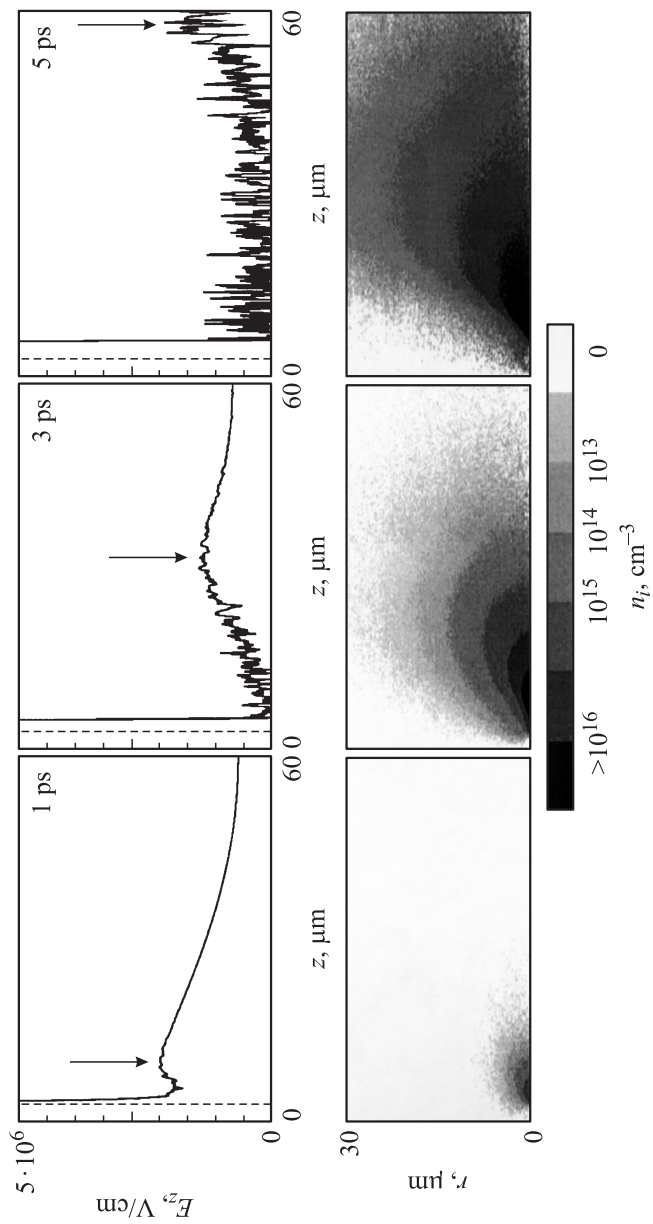 1 ps
3 ps
5 ps
5 · 10⁶
E_z, V/cm
0
0
z, μm
60
0
z, μm
60
0
z, μm
60
30
r, μm
0
>10¹⁶
10¹⁵
10¹⁴
10¹³
0
n_i, cm⁻³